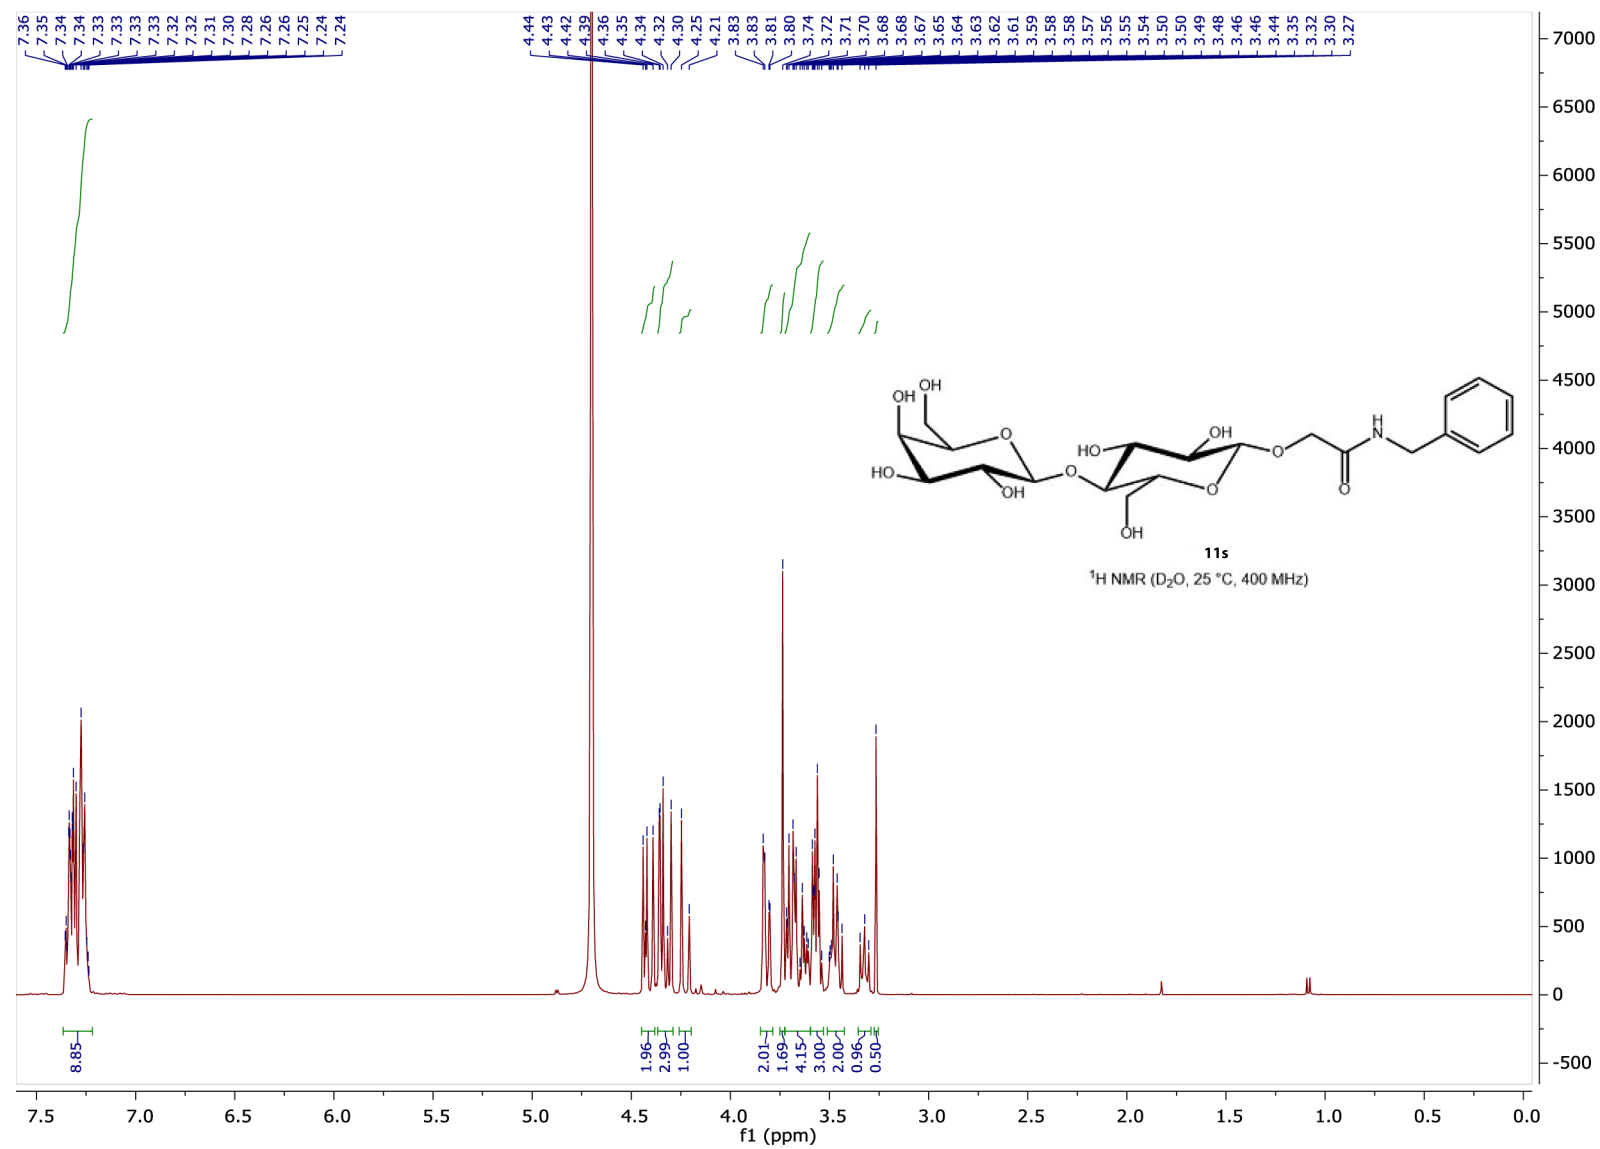 7.36 7.35 7.34 7.34 7.33 7.33 7.33 7.33 7.32 7.32 7.31 7.30 7.28 7.26 7.26 7.25 7.24 7.24 4.44 4.43 4.42 4.39 4.36 4.35 4.34 4.32 4.30 4.25 4.21 3.83 3.83 3.81 3.80 3.74 3.72 3.71 3.70 3.68 3.68 3.67 3.65 3.64 3.63 3.62 3.61 3.59 3.58 3.58 3.57 3.56 3.55 3.54 3.50 3.50 3.49 3.48 3.46 3.46 3.44 3.35 3.32 3.30 3.27
7000
6500
6000
5500
5000
4500
4000
3500
3000
2500
2000
1500
1000
500
0
-500
OH
OH
O
HO
OH
O
HO
OH
O
OH
O
O
H
N
11s
¹H NMR (D₂O, 25 °C, 400 MHz)
8.85 1.96 2.99 1.00 2.01 1.69 4.15 3.00 2.00 0.96 0.50
7.5 7.0 6.5 6.0 5.5 5.0 4.5 4.0 3.5 3.0 2.5 2.0 1.5 1.0 0.5 0.0
f1 (ppm)